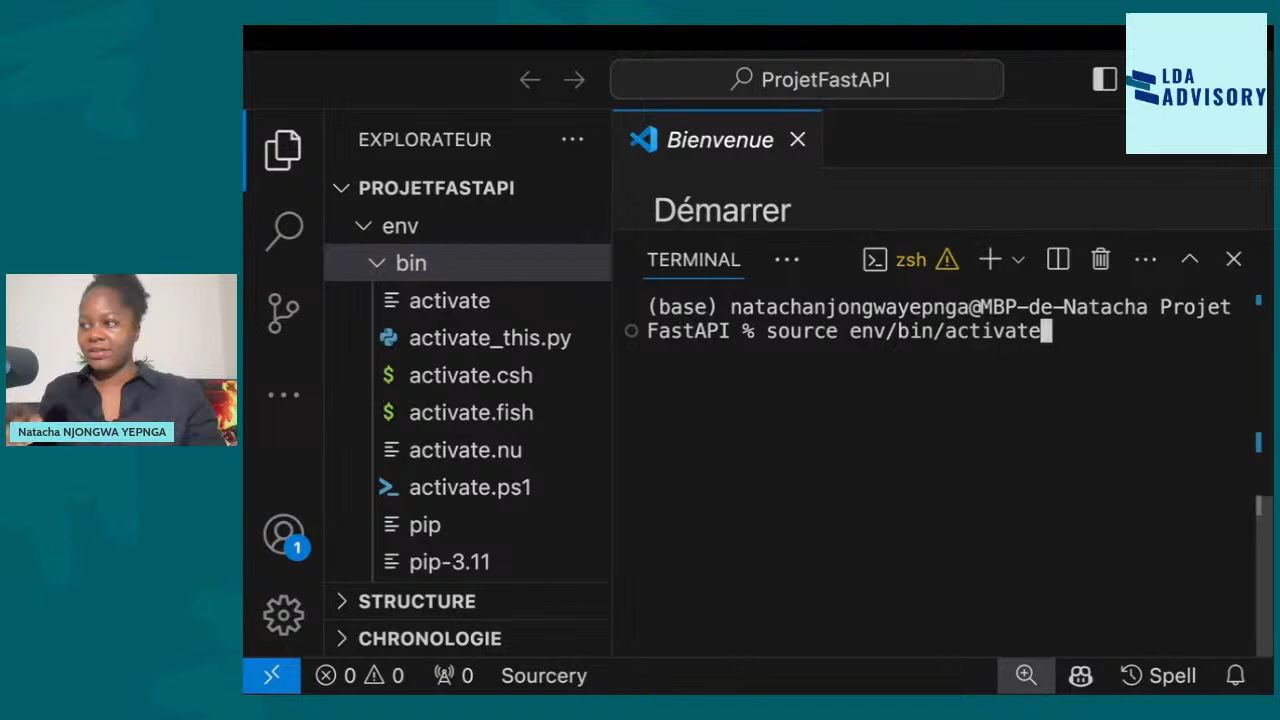 ProjetFastAPI
LDA
ADVISORY
EXPLORATEUR
Bienvenue
PROJETFASTAPI
Démarrer
env
bin
TERMINAL
zsh
activate
(base) natachanjongwayepnga@MBP-de-Natacha Projet
FastAPI % source env/bin/activate
activate_this.py
activate.csh
activate.fish
activate.nu
activate.ps1
pip
pip-3.11
Natacha NJONGWA YEPNGA
1
STRUCTURE
CHRONOLOGIE
0 0 0 Sourcery Spell